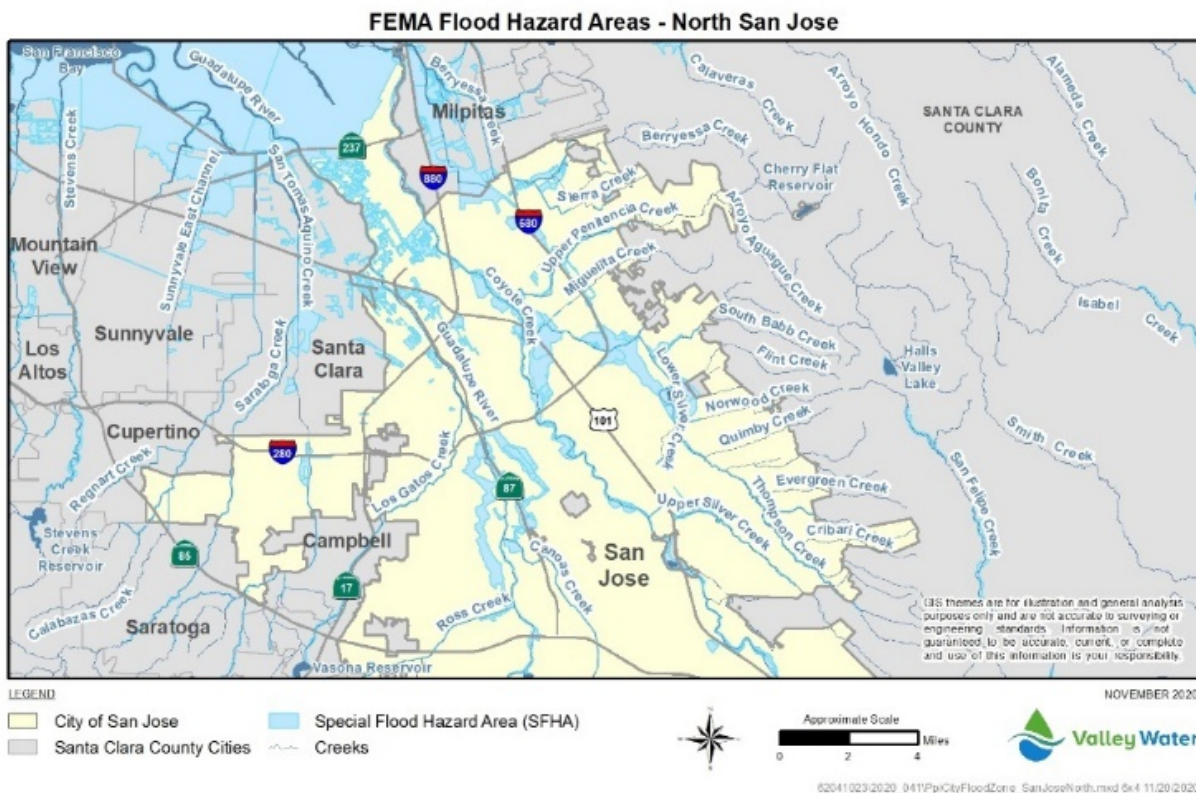 FEMA Flood Hazard Areas - North San Jose
San Francisco
Bay
Guadalupe River
Berryessa Creek
Milpitas
Calaveras Creek
Arroyo Hondo Creek
Alameda Creek
SANTA CLARA
COUNTY
Stevens Creek
237
880
Berryessa Creek
Cherry Flat
Reservoir
Sunnyvale East Channel
San Tomas Aquino Creek
Sierra Creek
680
Upper Penitencia Creek
Bonita Creek
Mountain
View
Miguelita Creek
Arroyo Aguague Creek
Coyote Creek
Isabel
Creek
Sunnyvale
Los
Altos
Santa
Clara
Saratoga Creek
Guadalupe River
South Babb Creek
Flint Creek
Halls
Valley
Lake
Lower Silver Creek
Norwood Creek
Cupertino
101
Quimby Creek
Smith Creek
280
Regnart Creek
Los Gatos Creek
87
Evergreen Creek
San Felipe Creek
Stevens
Creek
Reservoir
Upper Silver Creek
Thompson Creek
Cribari Creek
85
Campbell
San
Jose
Canoas Creek
17
Calabazas Creek
Ross Creek
Saratoga
Vasona Reservoir
GIS themes are for illustration and general analysis
purposes only and are not accurate to surveying or
engineering standards. Information is not
guaranteed to be accurate, current, or complete
and use of this information is your responsibility.
LEGEND
NOVEMBER 2020
City of San Jose
Special Flood Hazard Area (SFHA)
Santa Clara County Cities
Creeks
Approximate Scale
Miles
0 2 4
Valley Water